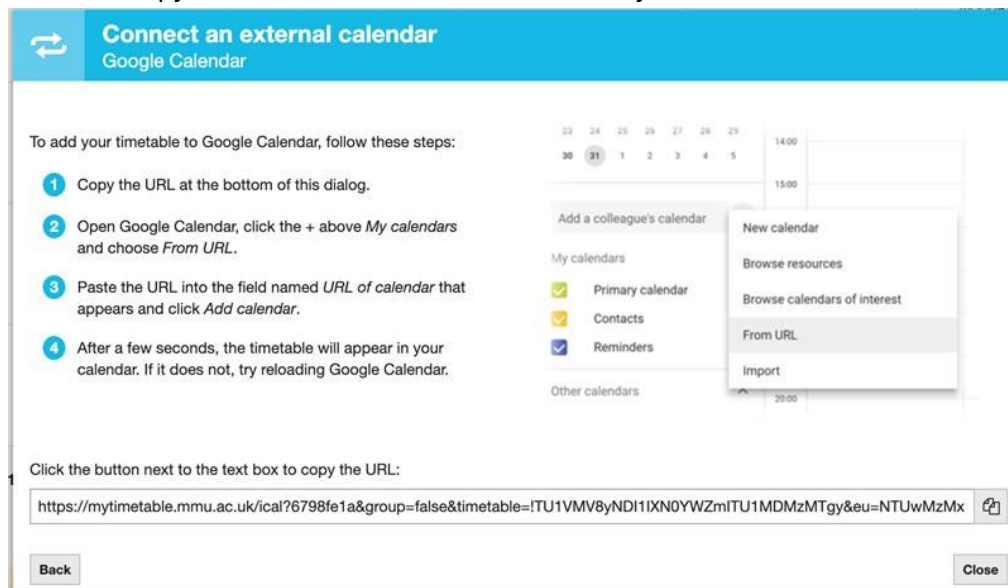 Connect an external calendar
Google Calendar
To add your timetable to Google Calendar, follow these steps:
1 Copy the URL at the bottom of this dialog.
2 Open Google Calendar, click the + above My calendars
and choose From URL.
3 Paste the URL into the field named URL of calendar that
appears and click Add calendar.
4 After a few seconds, the timetable will appear in your
calendar. If it does not, try reloading Google Calendar.
23 24 25 26 27 28 29
30 31 1 2 3 4 5
14:00
15:00
Add a colleague's calendar
My calendars
Primary calendar
Contacts
Reminders
Other calendars
New calendar
Browse resources
Browse calendars of interest
From URL
Import
20:00
Click the button next to the text box to copy the URL:
https://mytimetable.mmu.ac.uk/ical?6798fe1a&group=false&timetable=!TU1VMV8yNDI1IXN0YWZmITU1MDMzMTgy&eu=NTUwMzMx
Back
Close